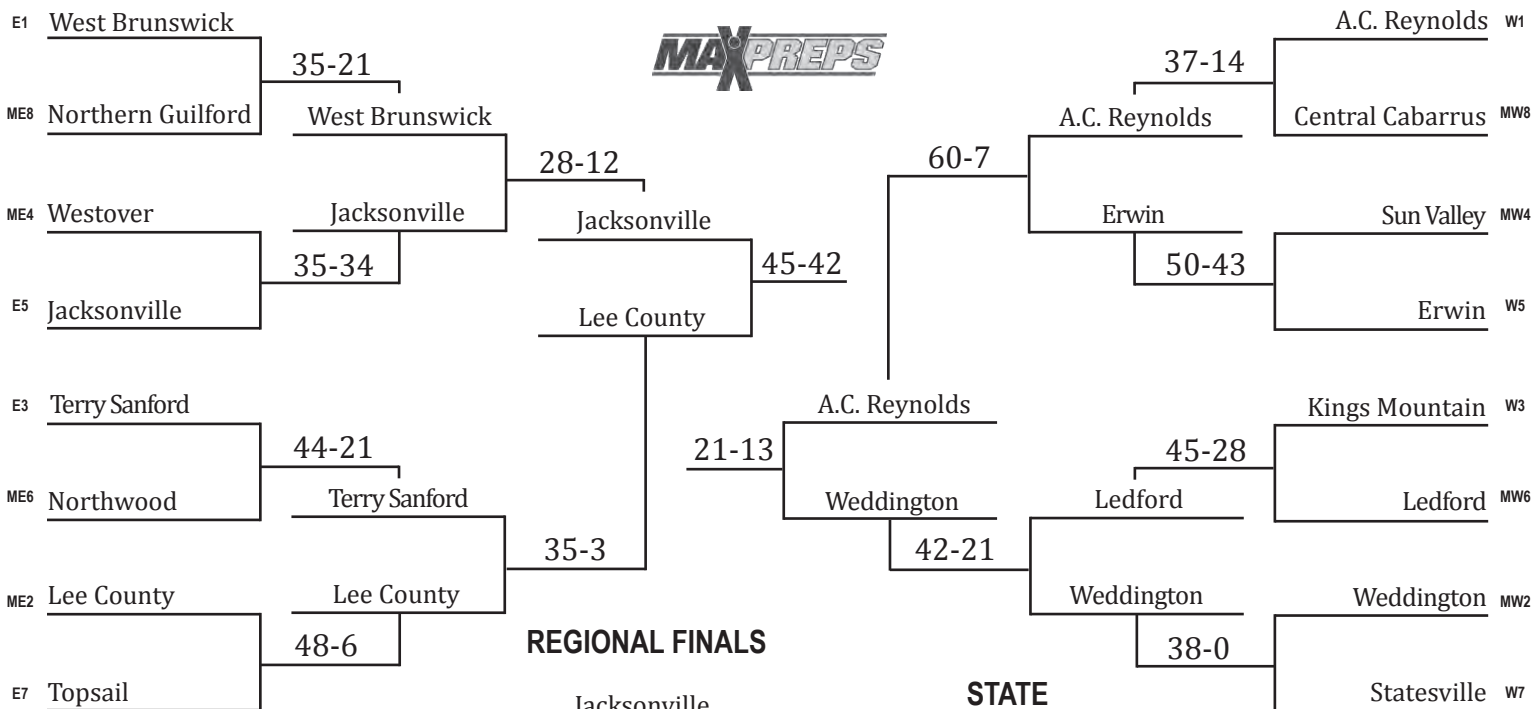 E1 West Brunswick
35-21
ME8 Northern Guilford
West Brunswick
28-12
ME4 Westover
Jacksonville
35-34
E5 Jacksonville
Jacksonville
45-42
Lee County
E3 Terry Sanford
44-21
ME6 Northwood
Terry Sanford
35-3
ME2 Lee County
Lee County
48-6
E7 Topsail
MAXPREPS
A.C. Reynolds W1
37-14
Central Cabarrus MW8
A.C. Reynolds
60-7
Sun Valley MW4
Erwin
50-43
Erwin W5
A.C. Reynolds
21-13
Weddington
Kings Mountain W3
45-28
Ledford MW6
Ledford
42-21
Weddington MW2
Weddington
38-0
Statesville W7
REGIONAL FINALS
Jacksonville
STATE